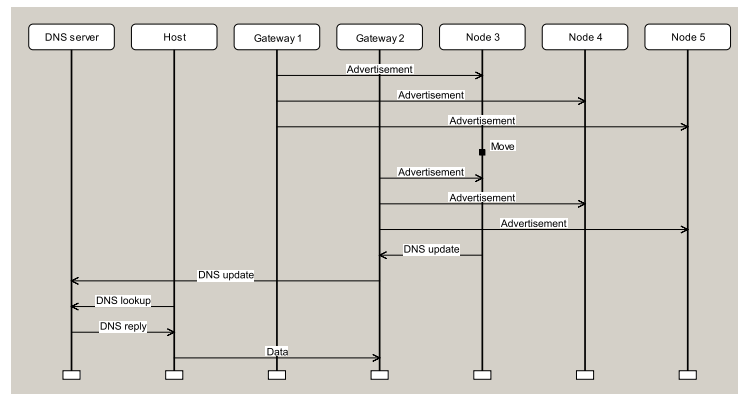 DNS server Host Gateway 1 Gateway 2 Node 3 Node 4 Node 5
Advertisement
Advertisement
Advertisement
Move
Advertisement
Advertisement
Advertisement
DNS update
DNS update
DNS lookup
DNS reply
Data